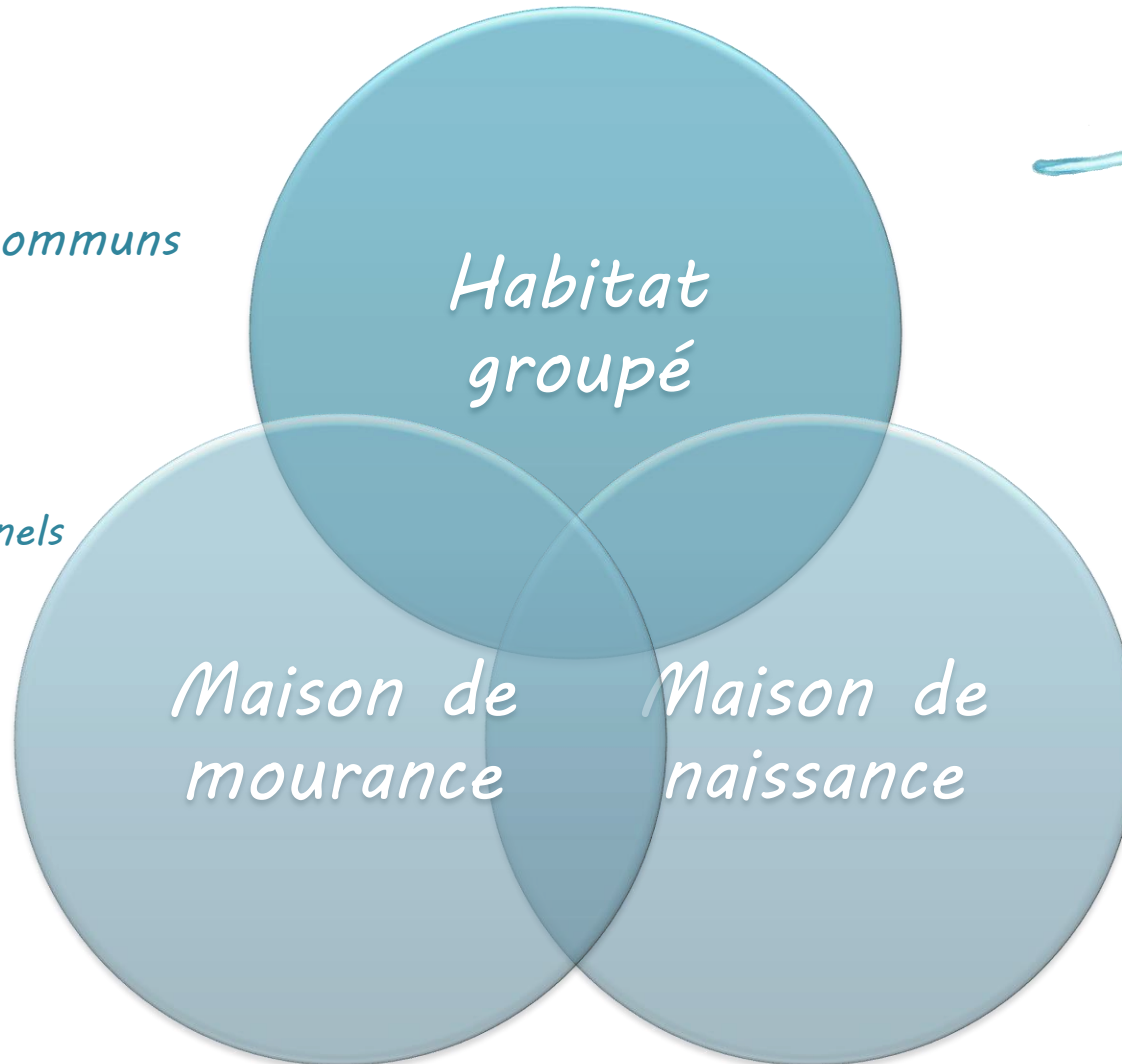 ommuns
Habitat
groupé
nels
Maison de
mourance
Maison de
naissance